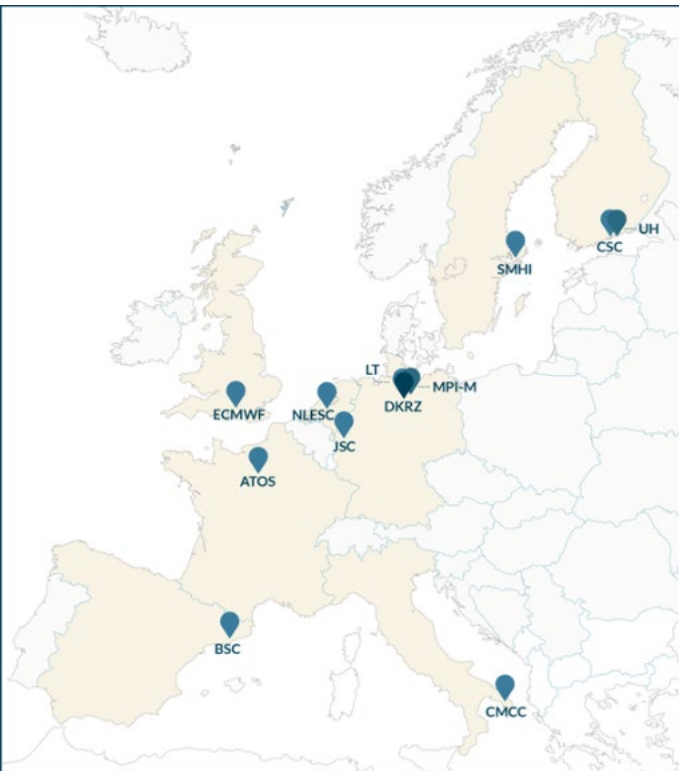 UH
CSC
SMHI
LT
MPI-M
DKRZ
ECMWF
NLESC
JSC
ATOS
BSC
CMCC